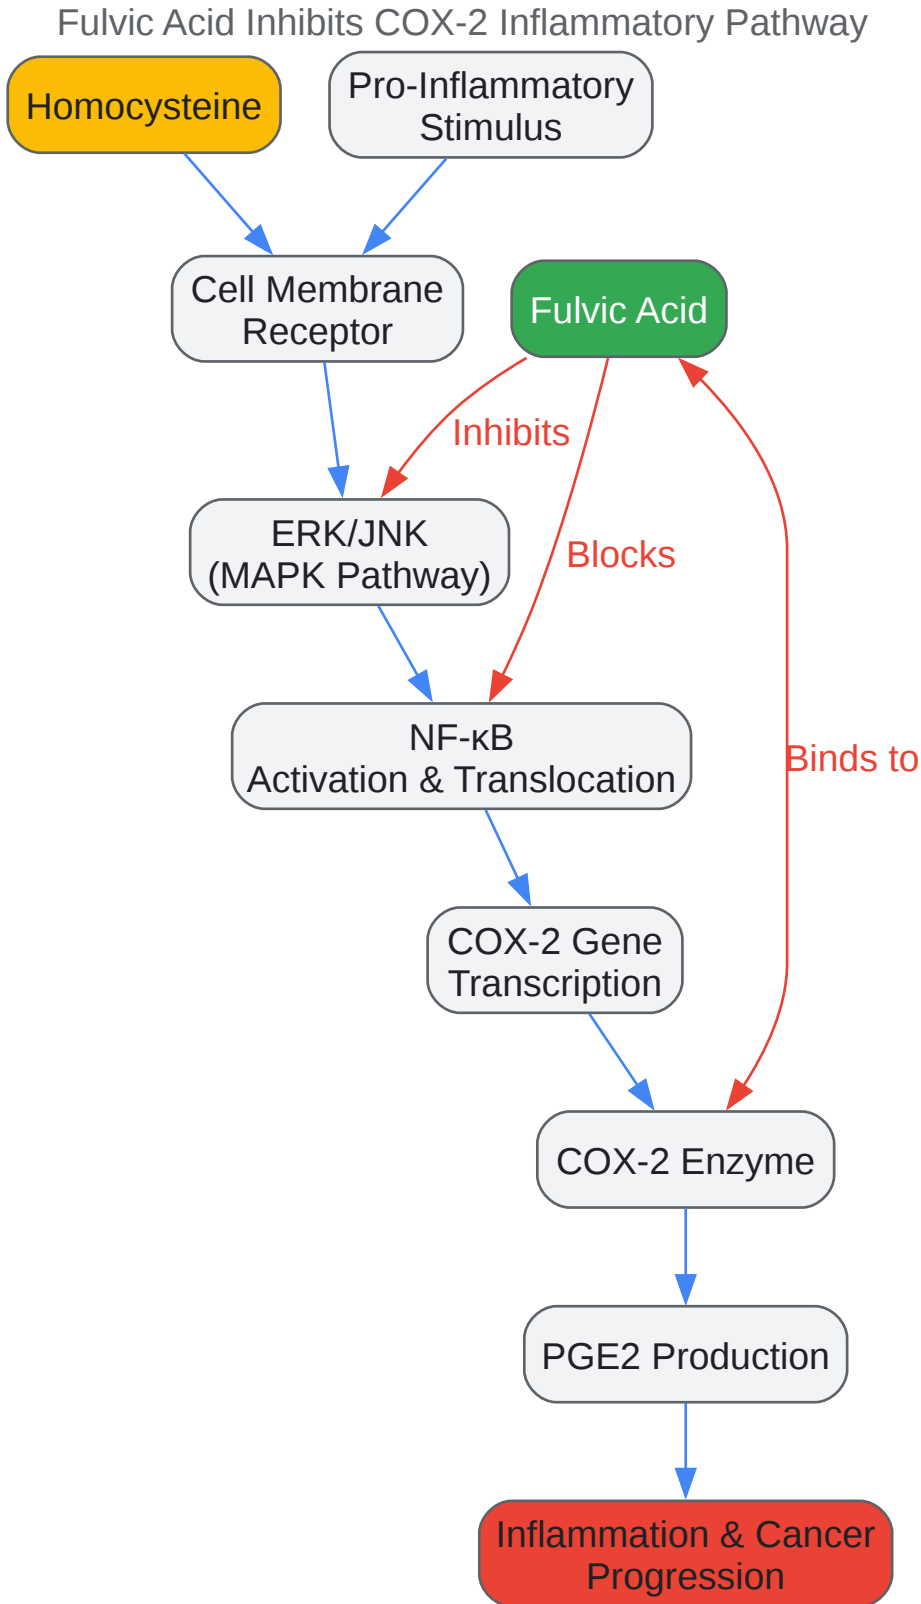 Fulvic Acid Inhibits COX-2 Inflammatory Pathway
Homocysteine
Pro-Inflammatory
Stimulus
Cell Membrane
Receptor
Fulvic Acid
Inhibits
ERK/JNK
(MAPK Pathway)
Blocks
NF-κB
Activation & Translocation
Binds to
COX-2 Gene
Transcription
COX-2 Enzyme
PGE2 Production
Inflammation & Cancer
Progression